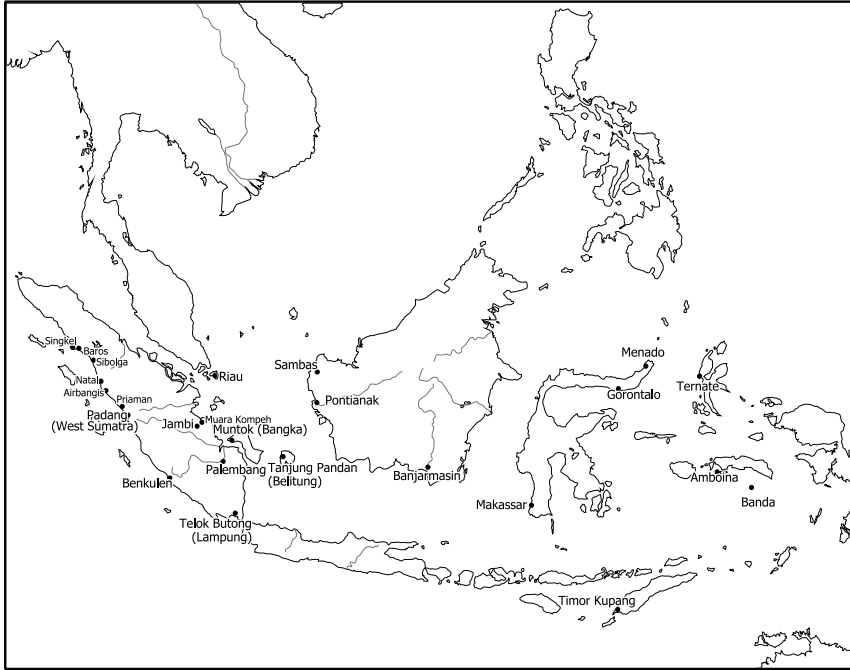 Menado
Singkel
Baros
Sibolga
Sambas
Riau
Natal
Ternate
Airbangis
Gorontalo
Priaman
Pontianak
Padang
(West Sumatra)
Muara Kompeh
Jambi
Muntok (Bangka)
Palembang
Tanjung Pandan
(Belitung)
Banjarmasin
Amboina
Benkulen
Makassar
Banda
Telok Butong
(Lampung)
Timor Kupang